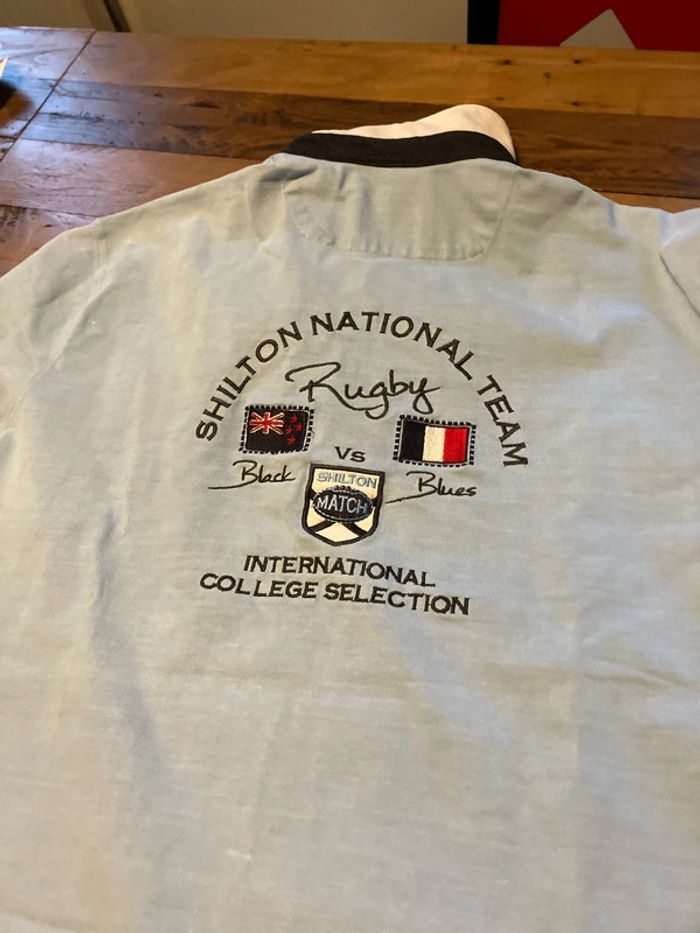 SHILTON NATIONAL TEAM
Rugby
Vs
Black
Blues
SHILTON
MATCH
INTERNATIONAL
COLLEGE SELECTION